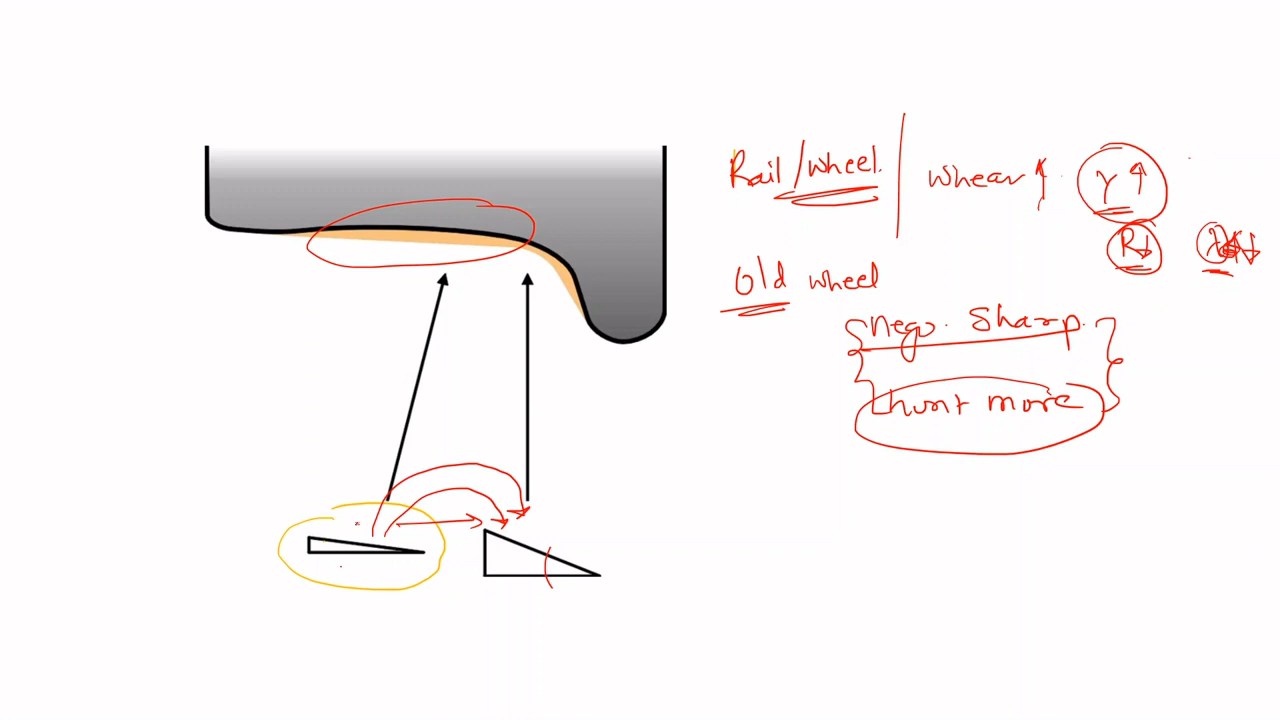 Rail/wheel. whear ↑ γ ↑
R↓ λ↓
Old wheel
nego. Sharp.
hunt more